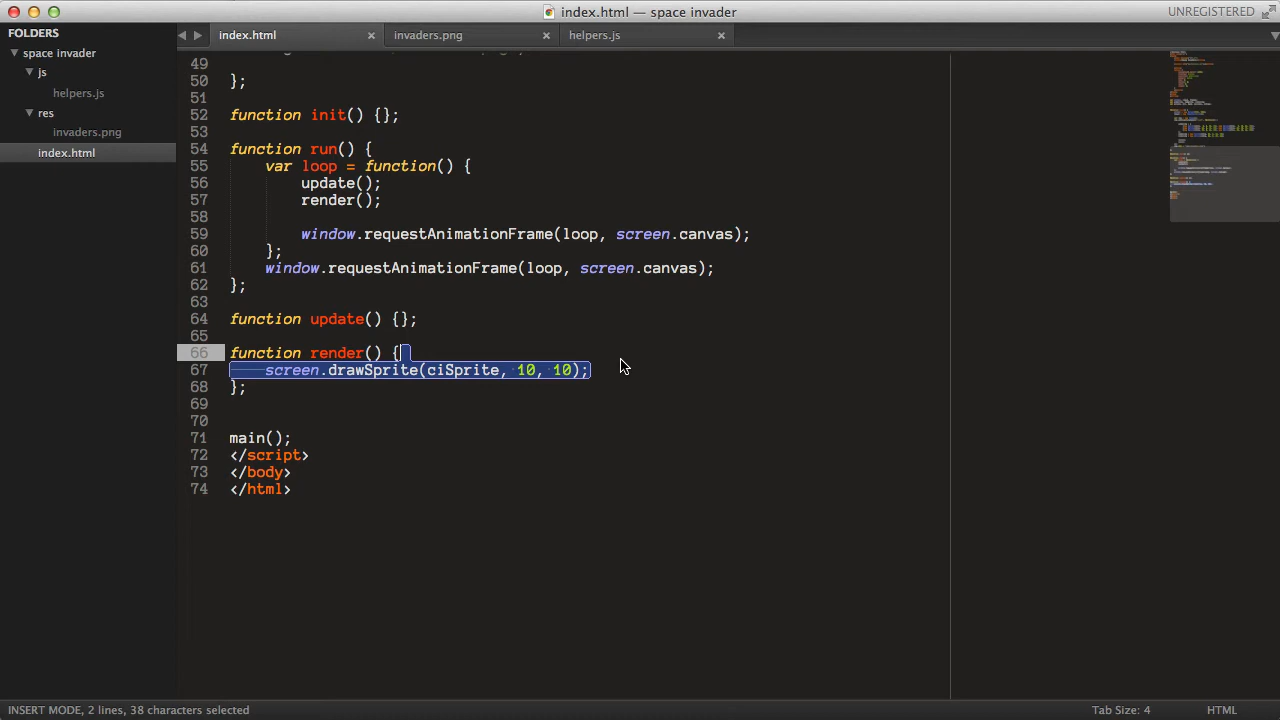 index.html — space invader
UNREGISTERED
FOLDERS
space invader
js
helpers.js
res
invaders.png
index.html
index.html
invaders.png
helpers.js
49
50 };
51
52 function init() {};
53
54 function run() {
55 var loop = function() {
56 update();
57 render();
58
59 window.requestAnimationFrame(loop, screen.canvas);
60 };
61 window.requestAnimationFrame(loop, screen.canvas);
62 };
63
64 function update() {};
65
66 function render() {
67 screen.drawSprite(ciSprite, 10, 10);
68 };
69
70
71 main();
72 </script>
73 </body>
74 </html>
INSERT MODE, 2 lines, 38 characters selected
Tab Size: 4
HTML